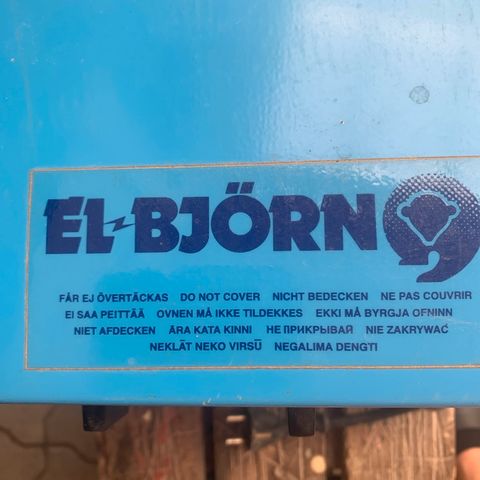 EL-BJÖRN
FÅR EJ ÖVERTÄCKAS DO NOT COVER NICHT BEDECKEN NE PAS COUVRIR
EI SAA PEITTÄÄ OVNEN MÅ IKKE TILDEKKES EKKI MÅ BYRGJA OFNINN
NIET AFDECKEN ÄRA KATA KINNI НЕ ПРИКРЫВАЙ NIE ZAKRYWAĆ
NEKLĀT NEKO VIRSŪ NEGALIMA DENGTI